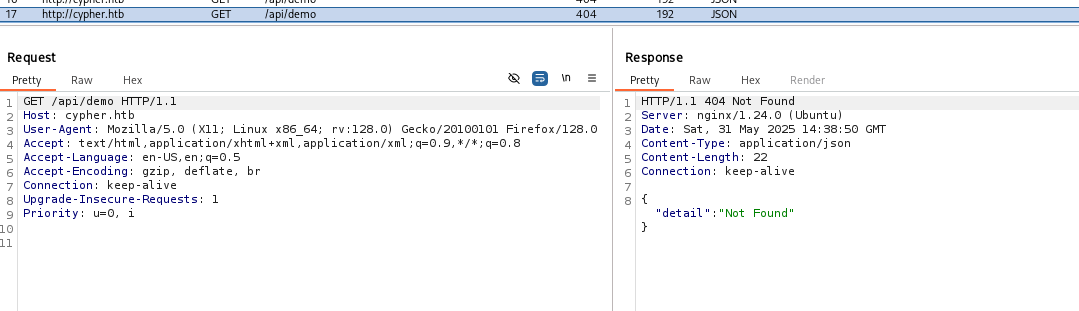 16 http://cypher.htb GET /api/demo 404 192 JSON
17 http://cypher.htb GET /api/demo 404 192 JSON
Request
Pretty Raw Hex \n
1 GET /api/demo HTTP/1.1
2 Host: cypher.htb
3 User-Agent: Mozilla/5.0 (X11; Linux x86_64; rv:128.0) Gecko/20100101 Firefox/128.0
4 Accept: text/html,application/xhtml+xml,application/xml;q=0.9,*/*;q=0.8
5 Accept-Language: en-US,en;q=0.5
6 Accept-Encoding: gzip, deflate, br
7 Connection: keep-alive
8 Upgrade-Insecure-Requests: 1
9 Priority: u=0, i
10
11
Response
Pretty Raw Hex Render
1 HTTP/1.1 404 Not Found
2 Server: nginx/1.24.0 (Ubuntu)
3 Date: Sat, 31 May 2025 14:38:50 GMT
4 Content-Type: application/json
5 Content-Length: 22
6 Connection: keep-alive
7
8 {
"detail":"Not Found"
}